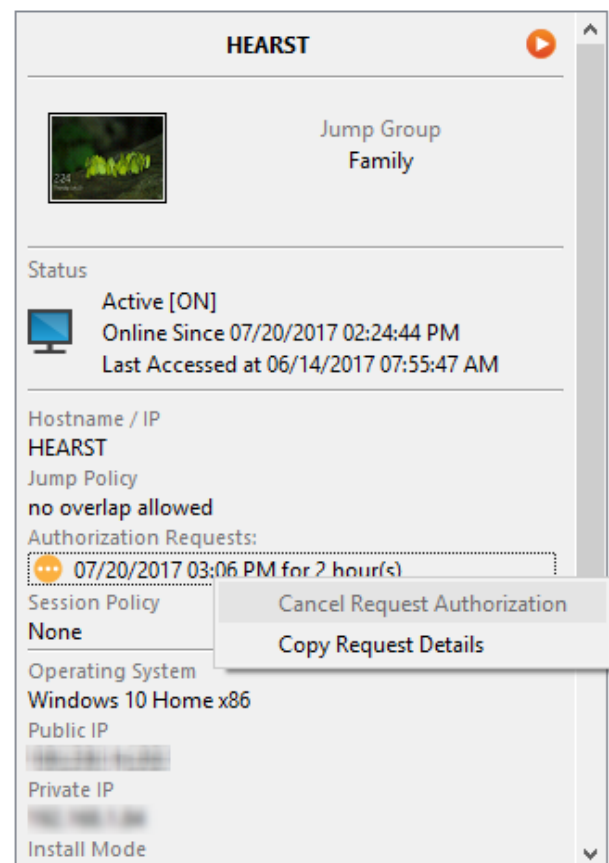 HEARST
Jump Group
Family
2:24
Status
Active [ON]
Online Since 07/20/2017 02:24:44 PM
Last Accessed at 06/14/2017 07:55:47 AM
Hostname / IP
HEARST
Jump Policy
no overlap allowed
Authorization Requests:
07/20/2017 03:06 PM for 2 hour(s)
Cancel Request Authorization
Session Policy
None
Copy Request Details
Operating System
Windows 10 Home x86
Public IP
Private IP
Install Mode